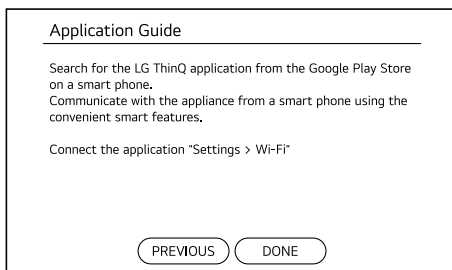 Application Guide
Search for the LG ThinQ application from the Google Play Store
on a smart phone.
Communicate with the appliance from a smart phone using the
convenient smart features.
Connect the application "Settings > Wi-Fi"
PREVIOUS
DONE